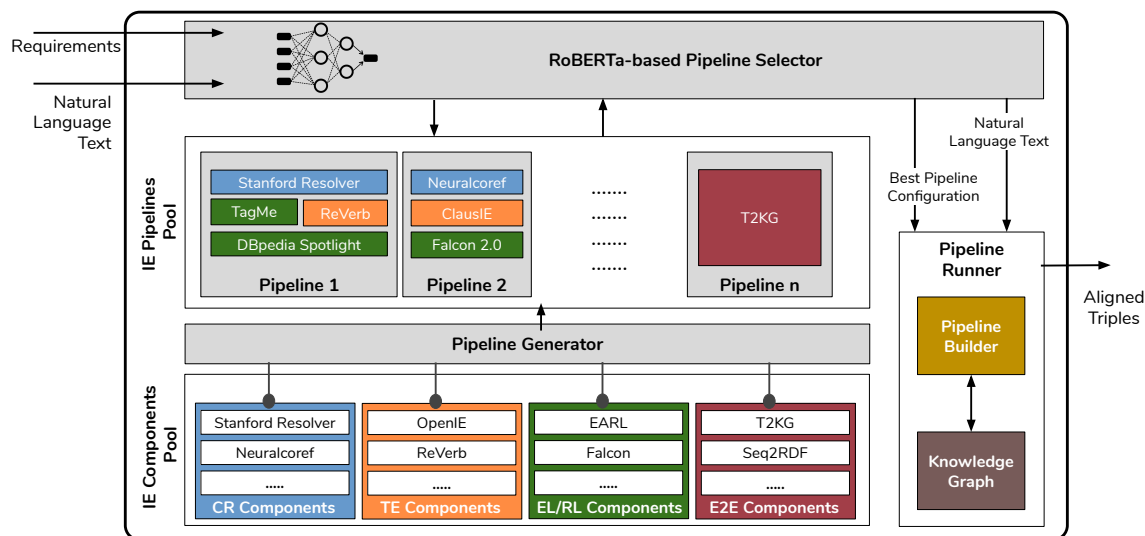 Requirements
Natural
Language
Text
RoBERTa-based Pipeline Selector
Natural
Language Text
Best Pipeline
Configuration
IE Pipelines
Pool
Stanford Resolver
TagMe
ReVerb
DBpedia Spotlight
Pipeline 1
Neuralcoref
ClausIE
Falcon 2.0
Pipeline 2
.......
.......
......
......
T2KG
Pipeline n
Pipeline Generator
IE Components
Pool
Stanford Resolver
Neuralcoref
.....
CR Components
OpenIE
ReVerb
.....
TE Components
EARL
Falcon
.....
EL/RL Components
T2KG
Seq2RDF
.....
E2E Components
Pipeline
Runner
Pipeline
Builder
Knowledge
Graph
Aligned
Triples